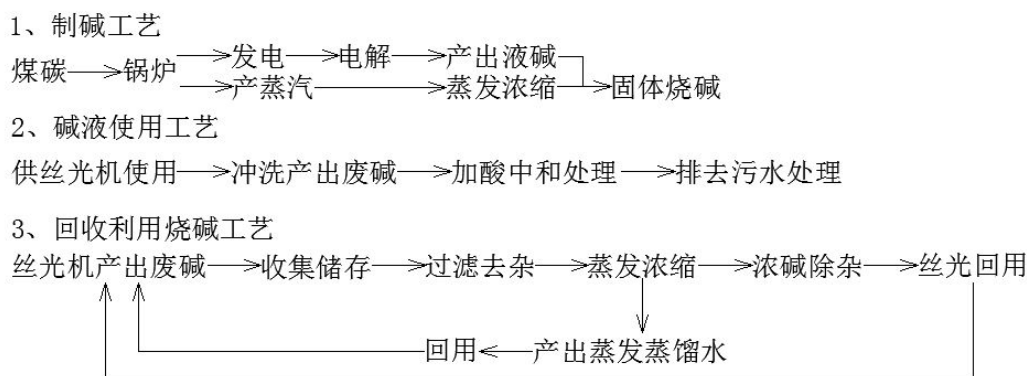 1、制碱工艺
煤碳 锅炉 发电 电解 产出液碱
产蒸汽 蒸发浓缩 固体烧碱
2、碱液使用工艺
供丝光机使用 冲洗产出废碱 加酸中和处理 排去污水处理
3、回收利用烧碱工艺
丝光机产出废碱 收集储存 过滤去杂 蒸发浓缩 浓碱除杂 丝光回用
回用 产出蒸发蒸馏水